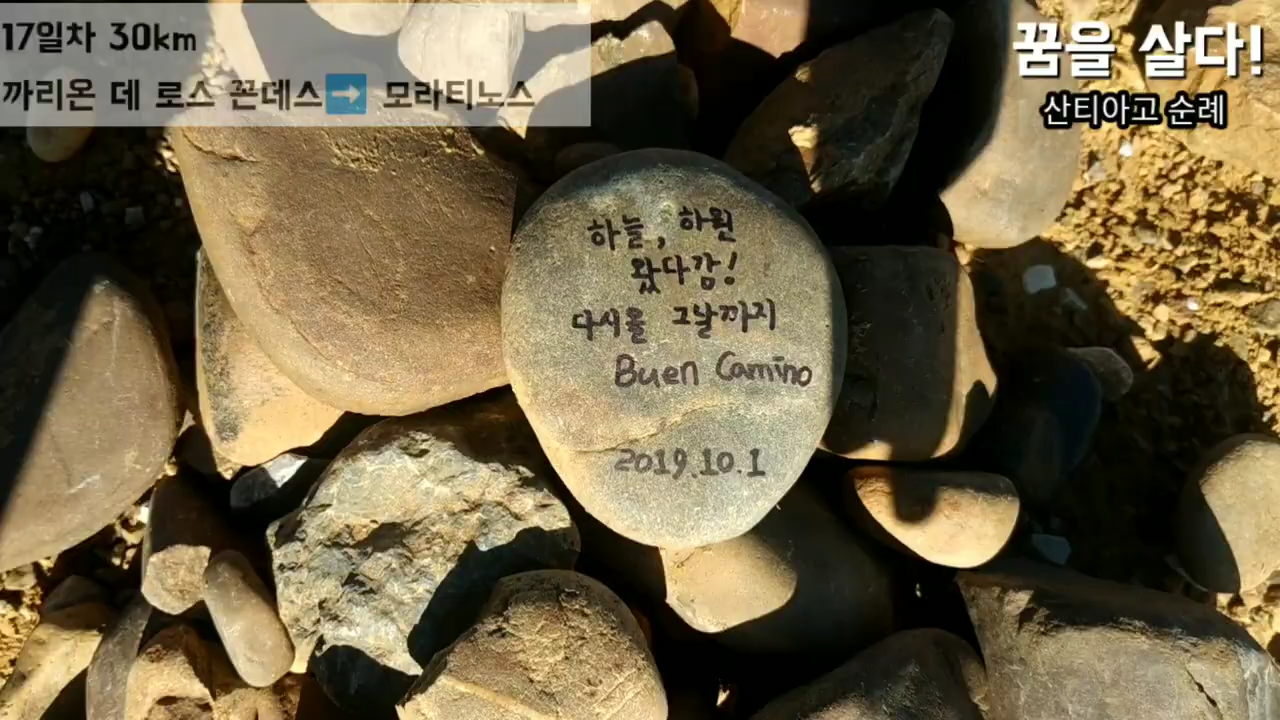 17일차 30km
까리온 데 로스 꼰데스➡️ 모라티노스
꿈을 살다!
산티아고 순례
하늘, 하원
왔다감!
다시올 그날까지
Buen Camino
2019.10.1